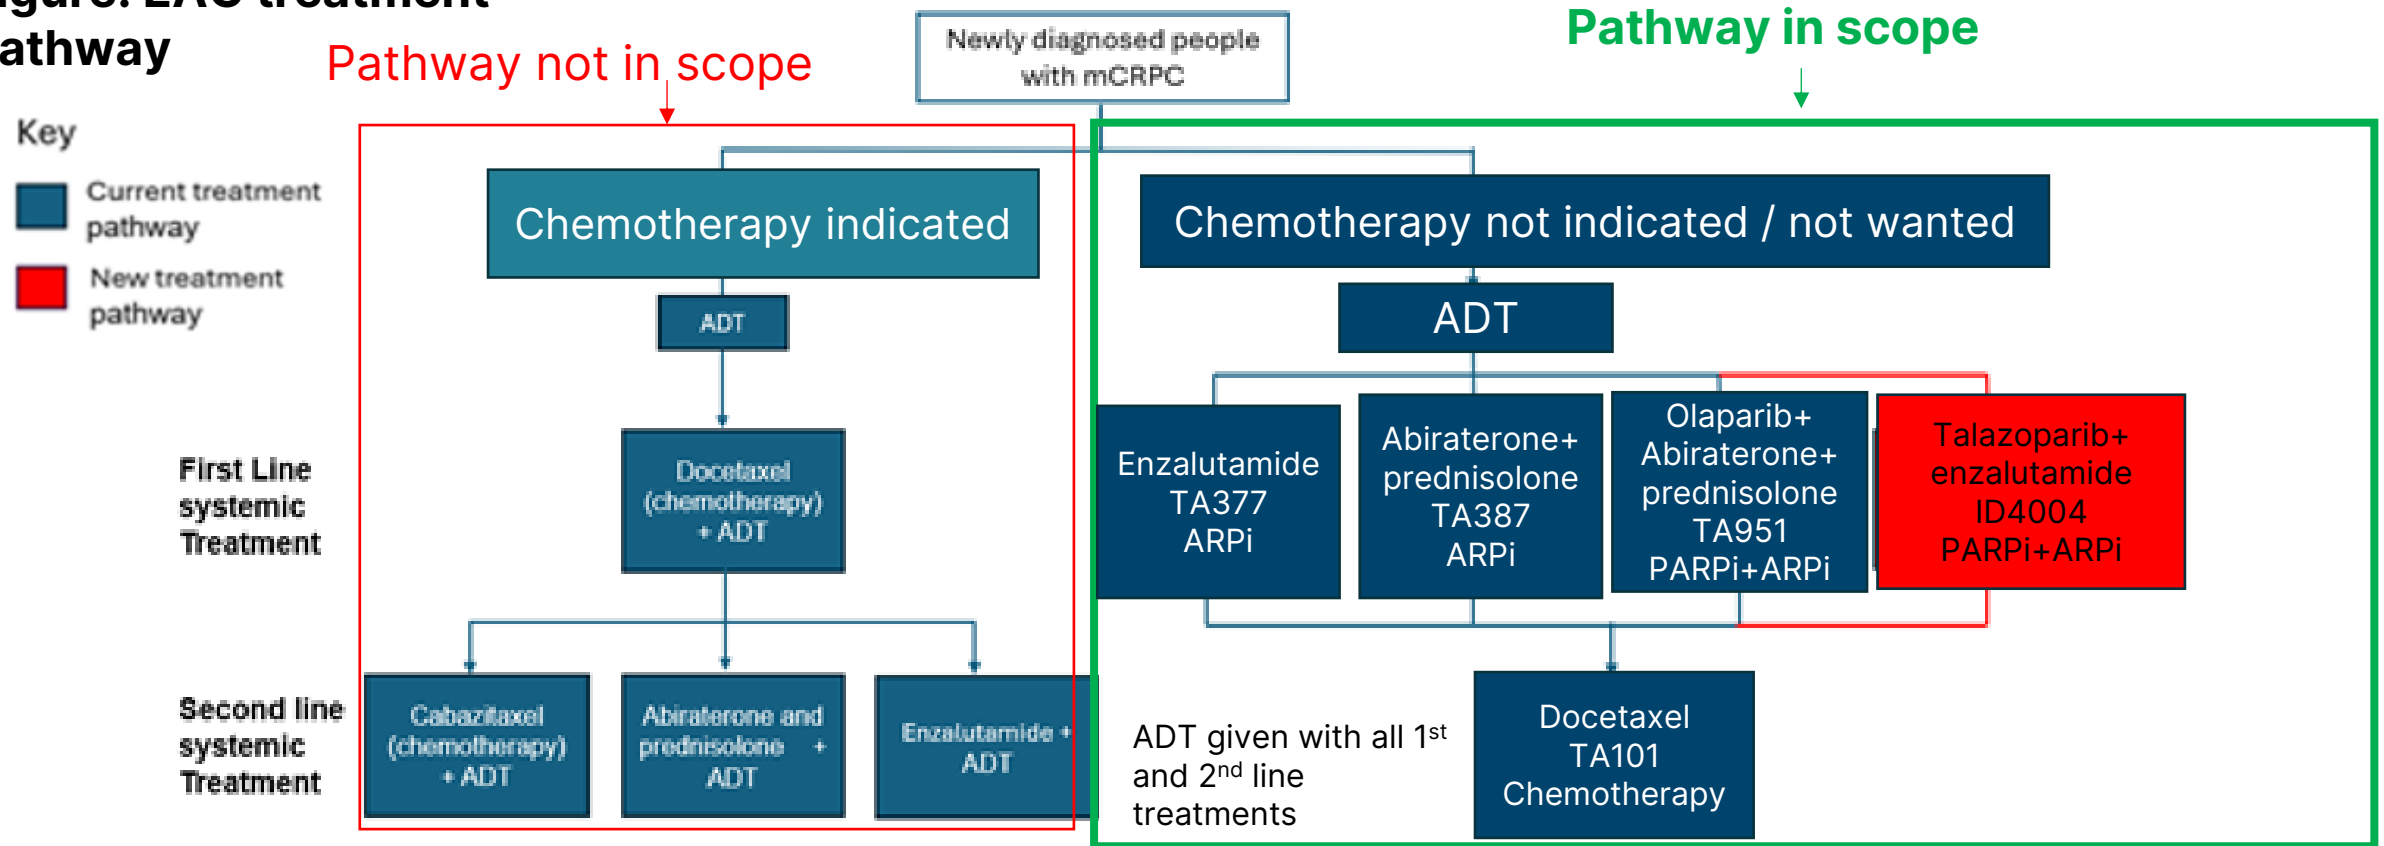 treatment
athway
Pathway not in scope
Newly diagnosed people
with mCRPC
Pathway in scope
Key
Current treatment
pathway
New treatment
pathway
Chemotherapy indicated
ADT
Chemotherapy not indicated / not wanted
ADT
First Line
systemic
Treatment
Docetaxel
(chemotherapy)
+ ADT
Enzalutamide
TA377
ARPi
Abiraterone+
prednisolone
TA387
ARPi
Olaparib+
Abiraterone+
prednisolone
TA951
PARPi+ARPi
Talazoparib+
enzalutamide
ID4004
PARPi+ARPi
Second line
systemic
Treatment
Cabazitaxel
(chemotherapy)
+ ADT
Abiraterone and
prednisolone +
ADT
Enzalutamide +
ADT
ADT given with all 1st
and 2nd line
treatments
Docetaxel
TA101
Chemotherapy